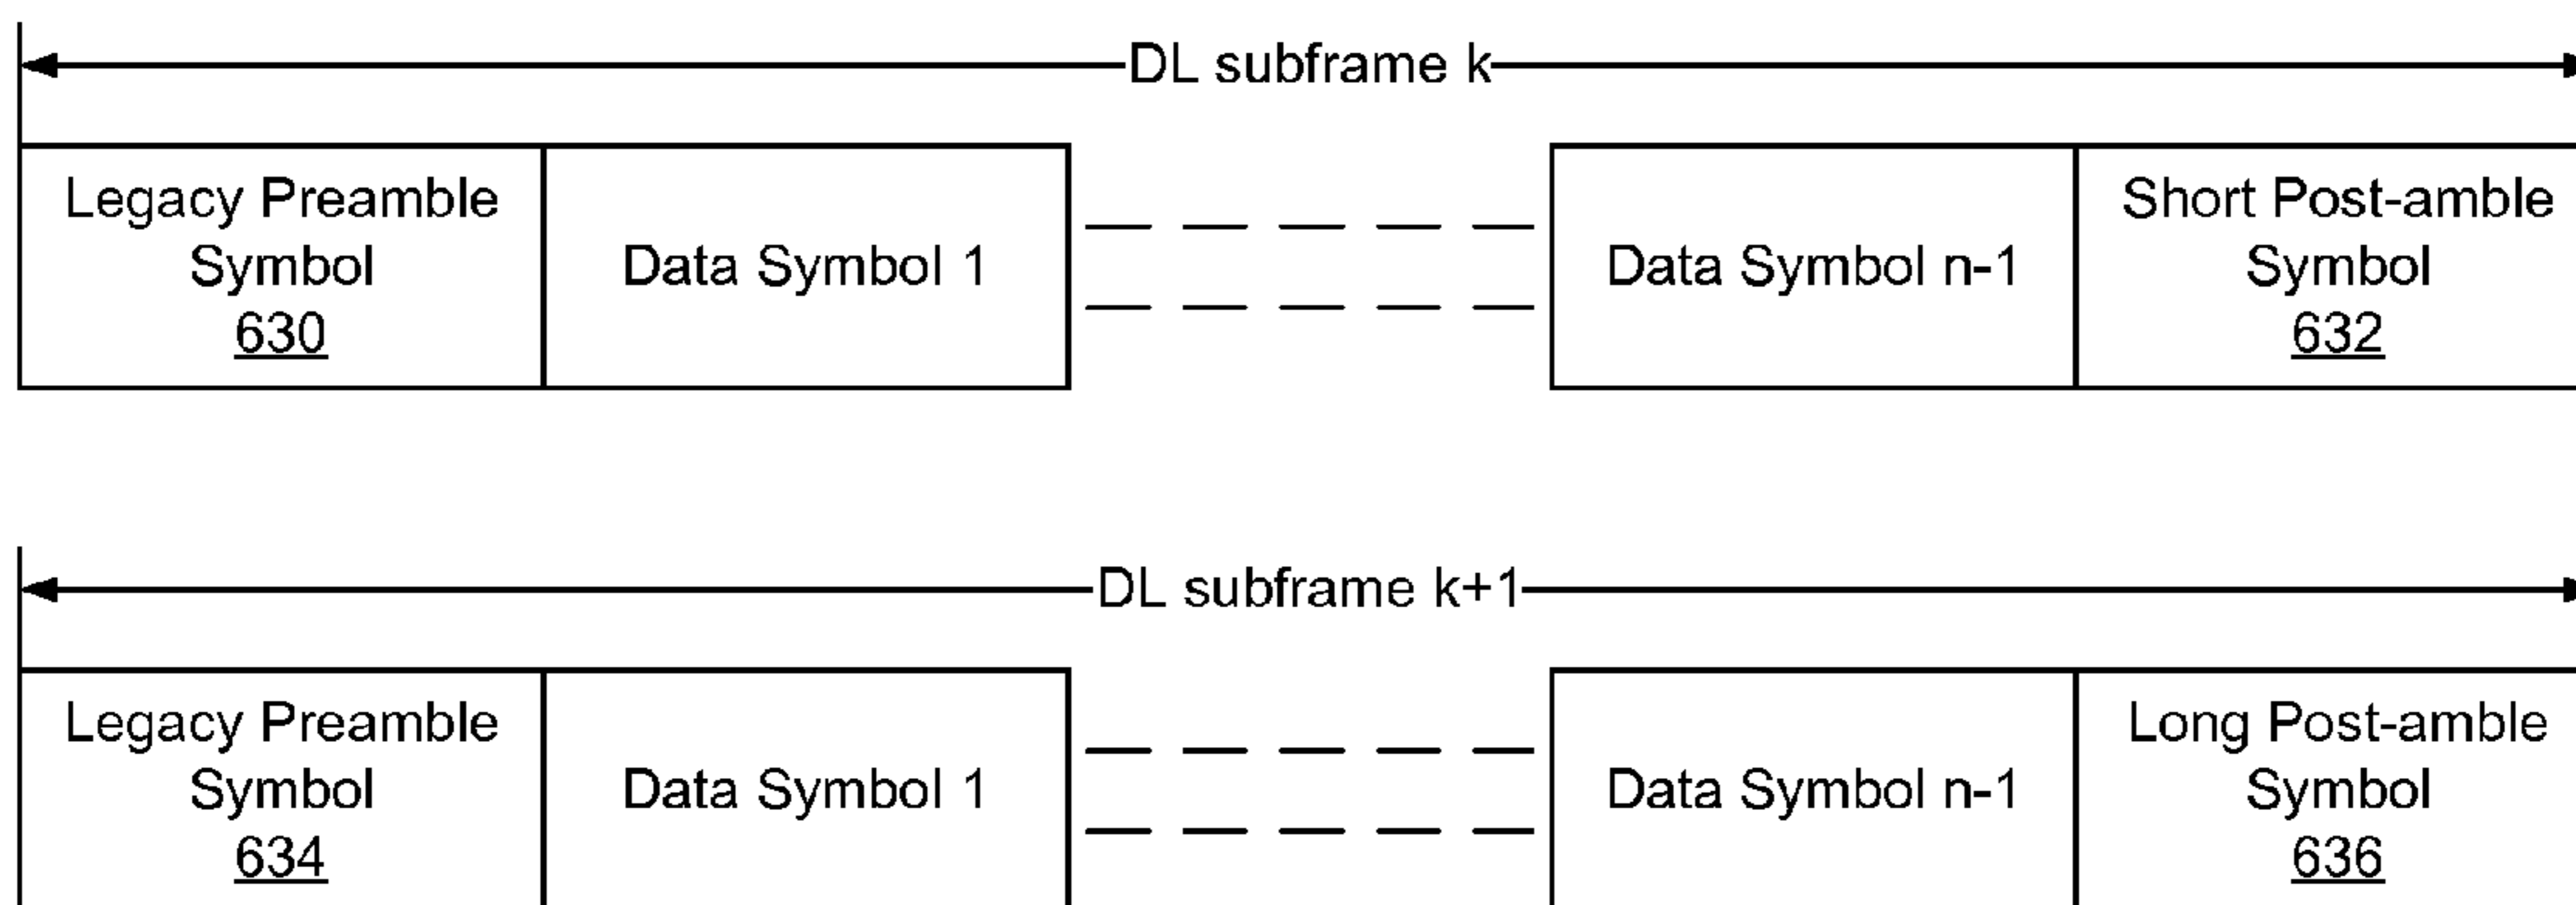 DL subframe k
Legacy Preamble
Symbol
630
Data Symbol 1
Data Symbol n-1
Short Post-amble
Symbol
632
DL subframe k+1
Legacy Preamble
Symbol
634
Data Symbol 1
Data Symbol n-1
Long Post-amble
Symbol
636